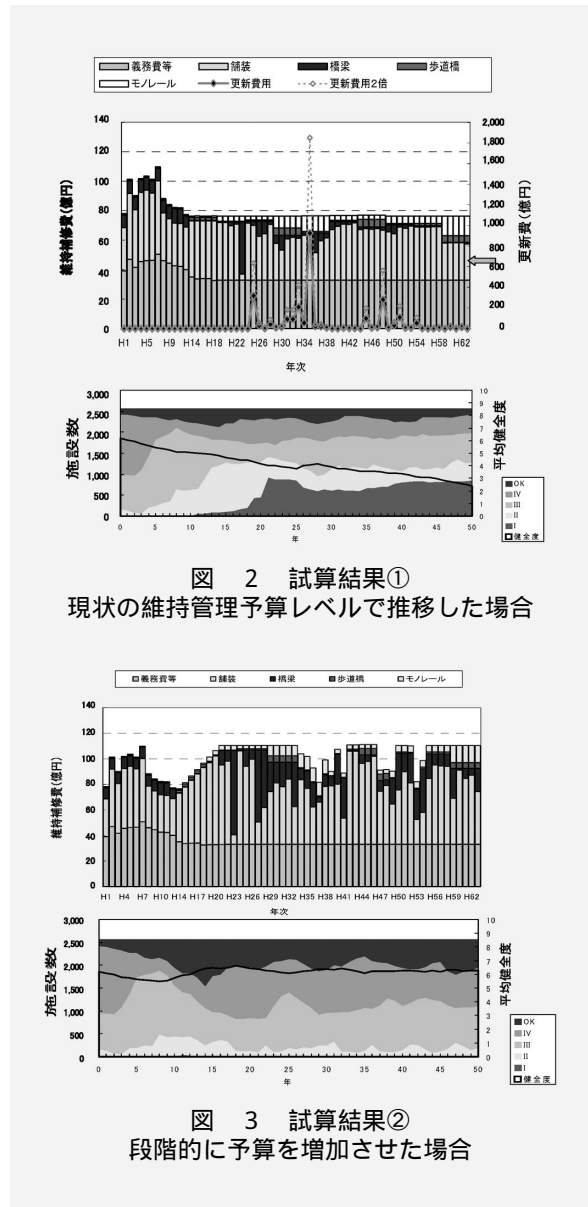 義務費等 舗装 橋梁 歩道橋
モノレール 更新費用 更新費用2倍
維持補修費(億円)
140
120
100
80
60
40
20
0
更新費(億円)
2,000
1,800
1,600
1,400
1,200
1,000
800
600
400
200
0
H1 H5 H9 H14 H18 H22 H26 H30 H34 H38 H42 H46 H50 H54 H58 H62
年次
施設数
3,000
2,500
2,000
1,500
1,000
500
0
平均健全度
10
9
8
7
6
5
4
3
2
1
0
0 5 10 15 20 25 30 35 40 45 50
年
OK
IV
III
II
I
健全度
図 2 試算結果①
現状の維持管理予算レベルで推移した場合
義務費等 舗装 橋梁 歩道橋 モノレール
維持補修費(億円)
140
120
100
80
60
40
20
0
H1 H4 H7 H10 H14 H17 H20 H23 H26 H29 H32 H35 H38 H41 H44 H47 H50 H53 H56 H59 H62
年次
施設数
3,000
2,500
2,000
1,500
1,000
500
0
平均健全度
10
9
8
7
6
5
4
3
2
1
0
0 5 10 15 20 25 30 35 40 45 50
年
OK
IV
III
II
I
健全度
図 3 試算結果②
段階的に予算を増加させた場合